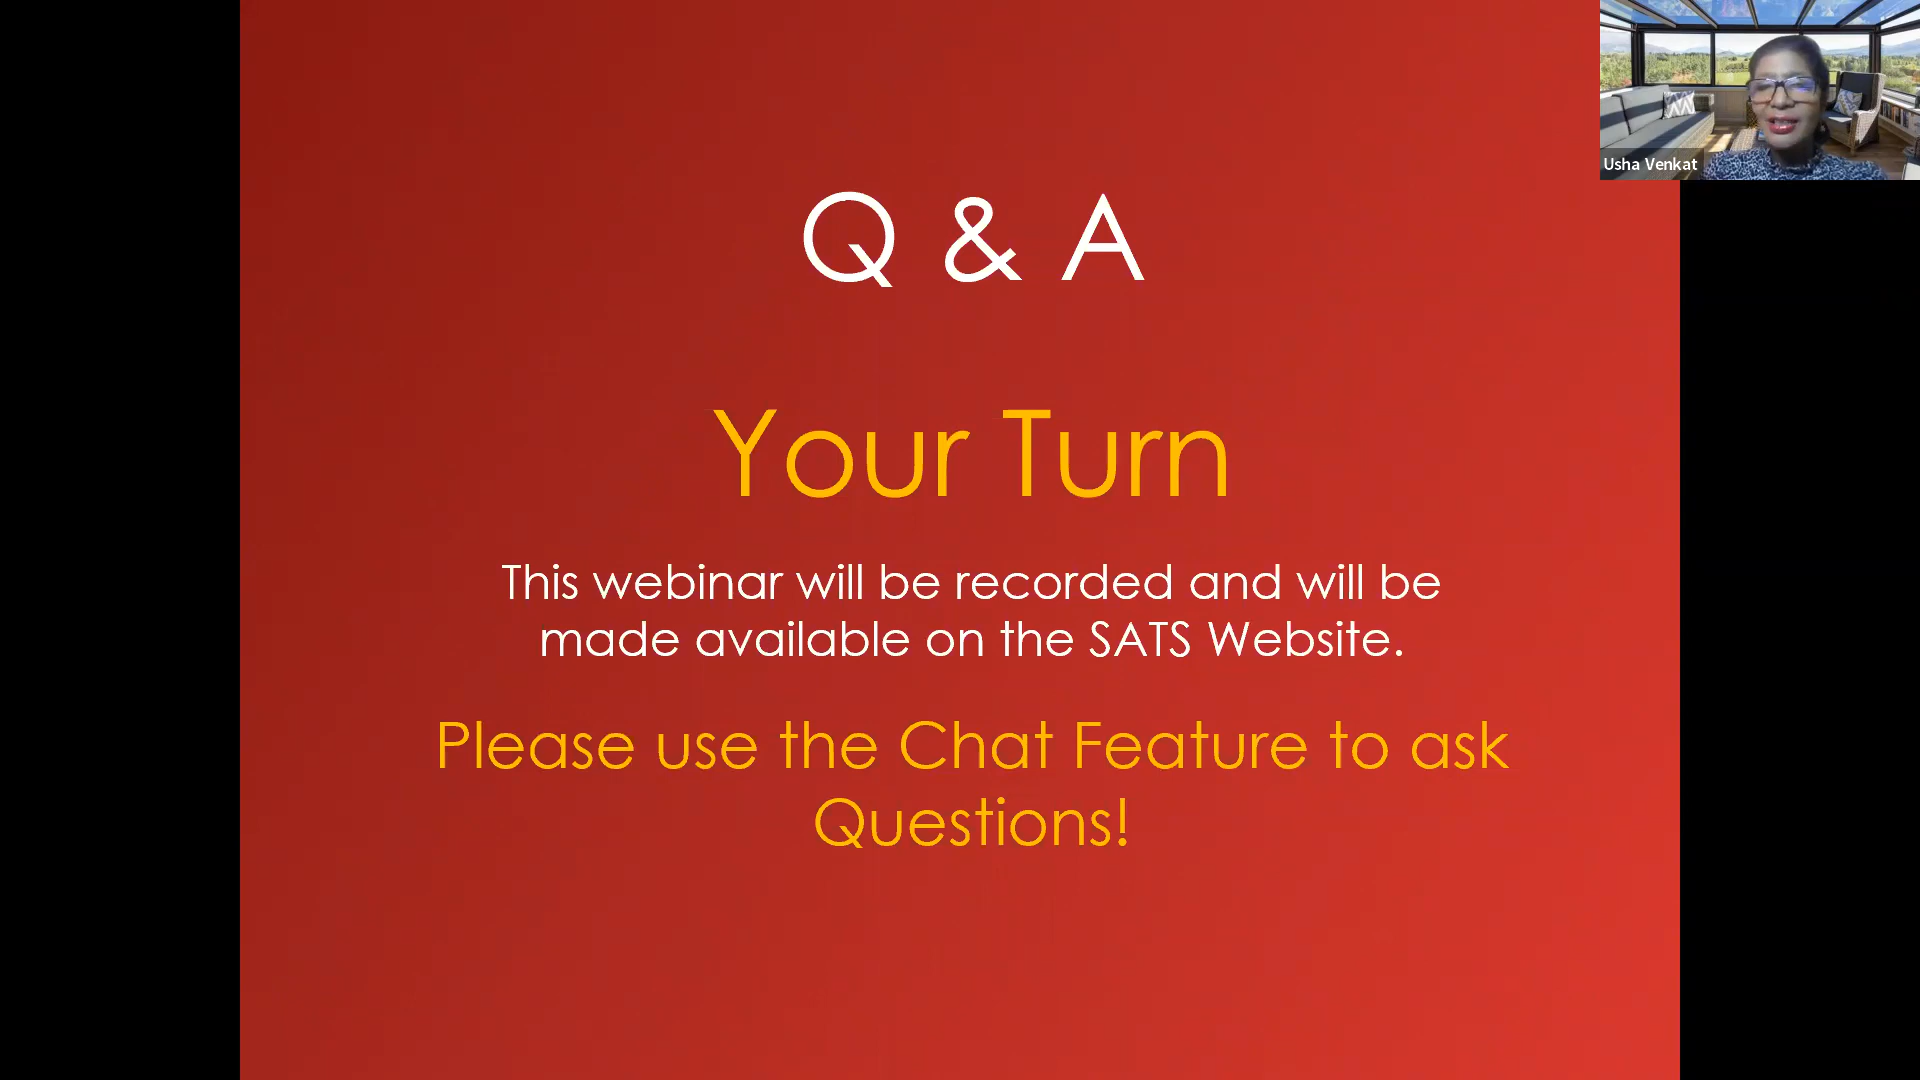 Usha Venkat
Q & A
Your Turn
This webinar will be recorded and will be
made available on the SATS Website.
Please use the Chat Feature to ask
Questions!